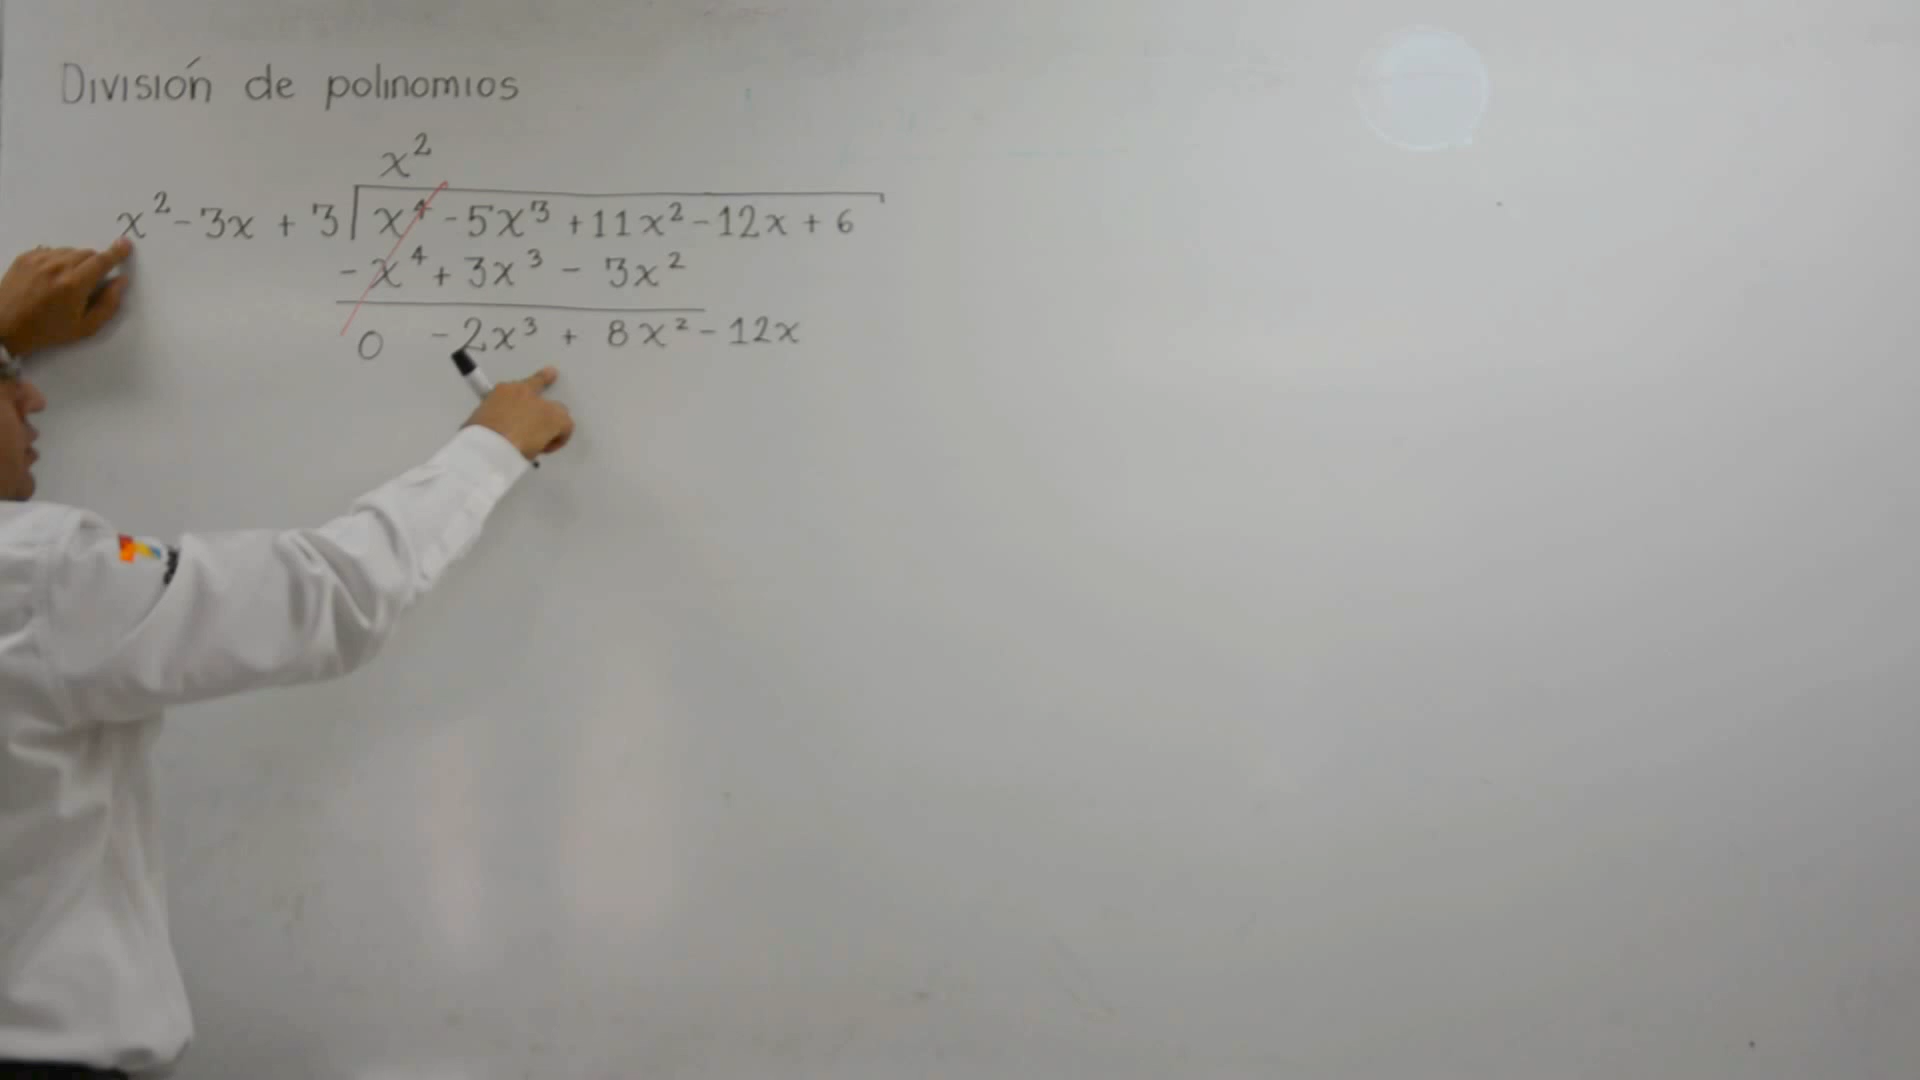 División de polinomios
x²
x² - 3x + 3 x⁴ - 5x³ + 11x² - 12x + 6
- x⁴ + 3x³ - 3x²
0 - 2x³ + 8x² - 12x